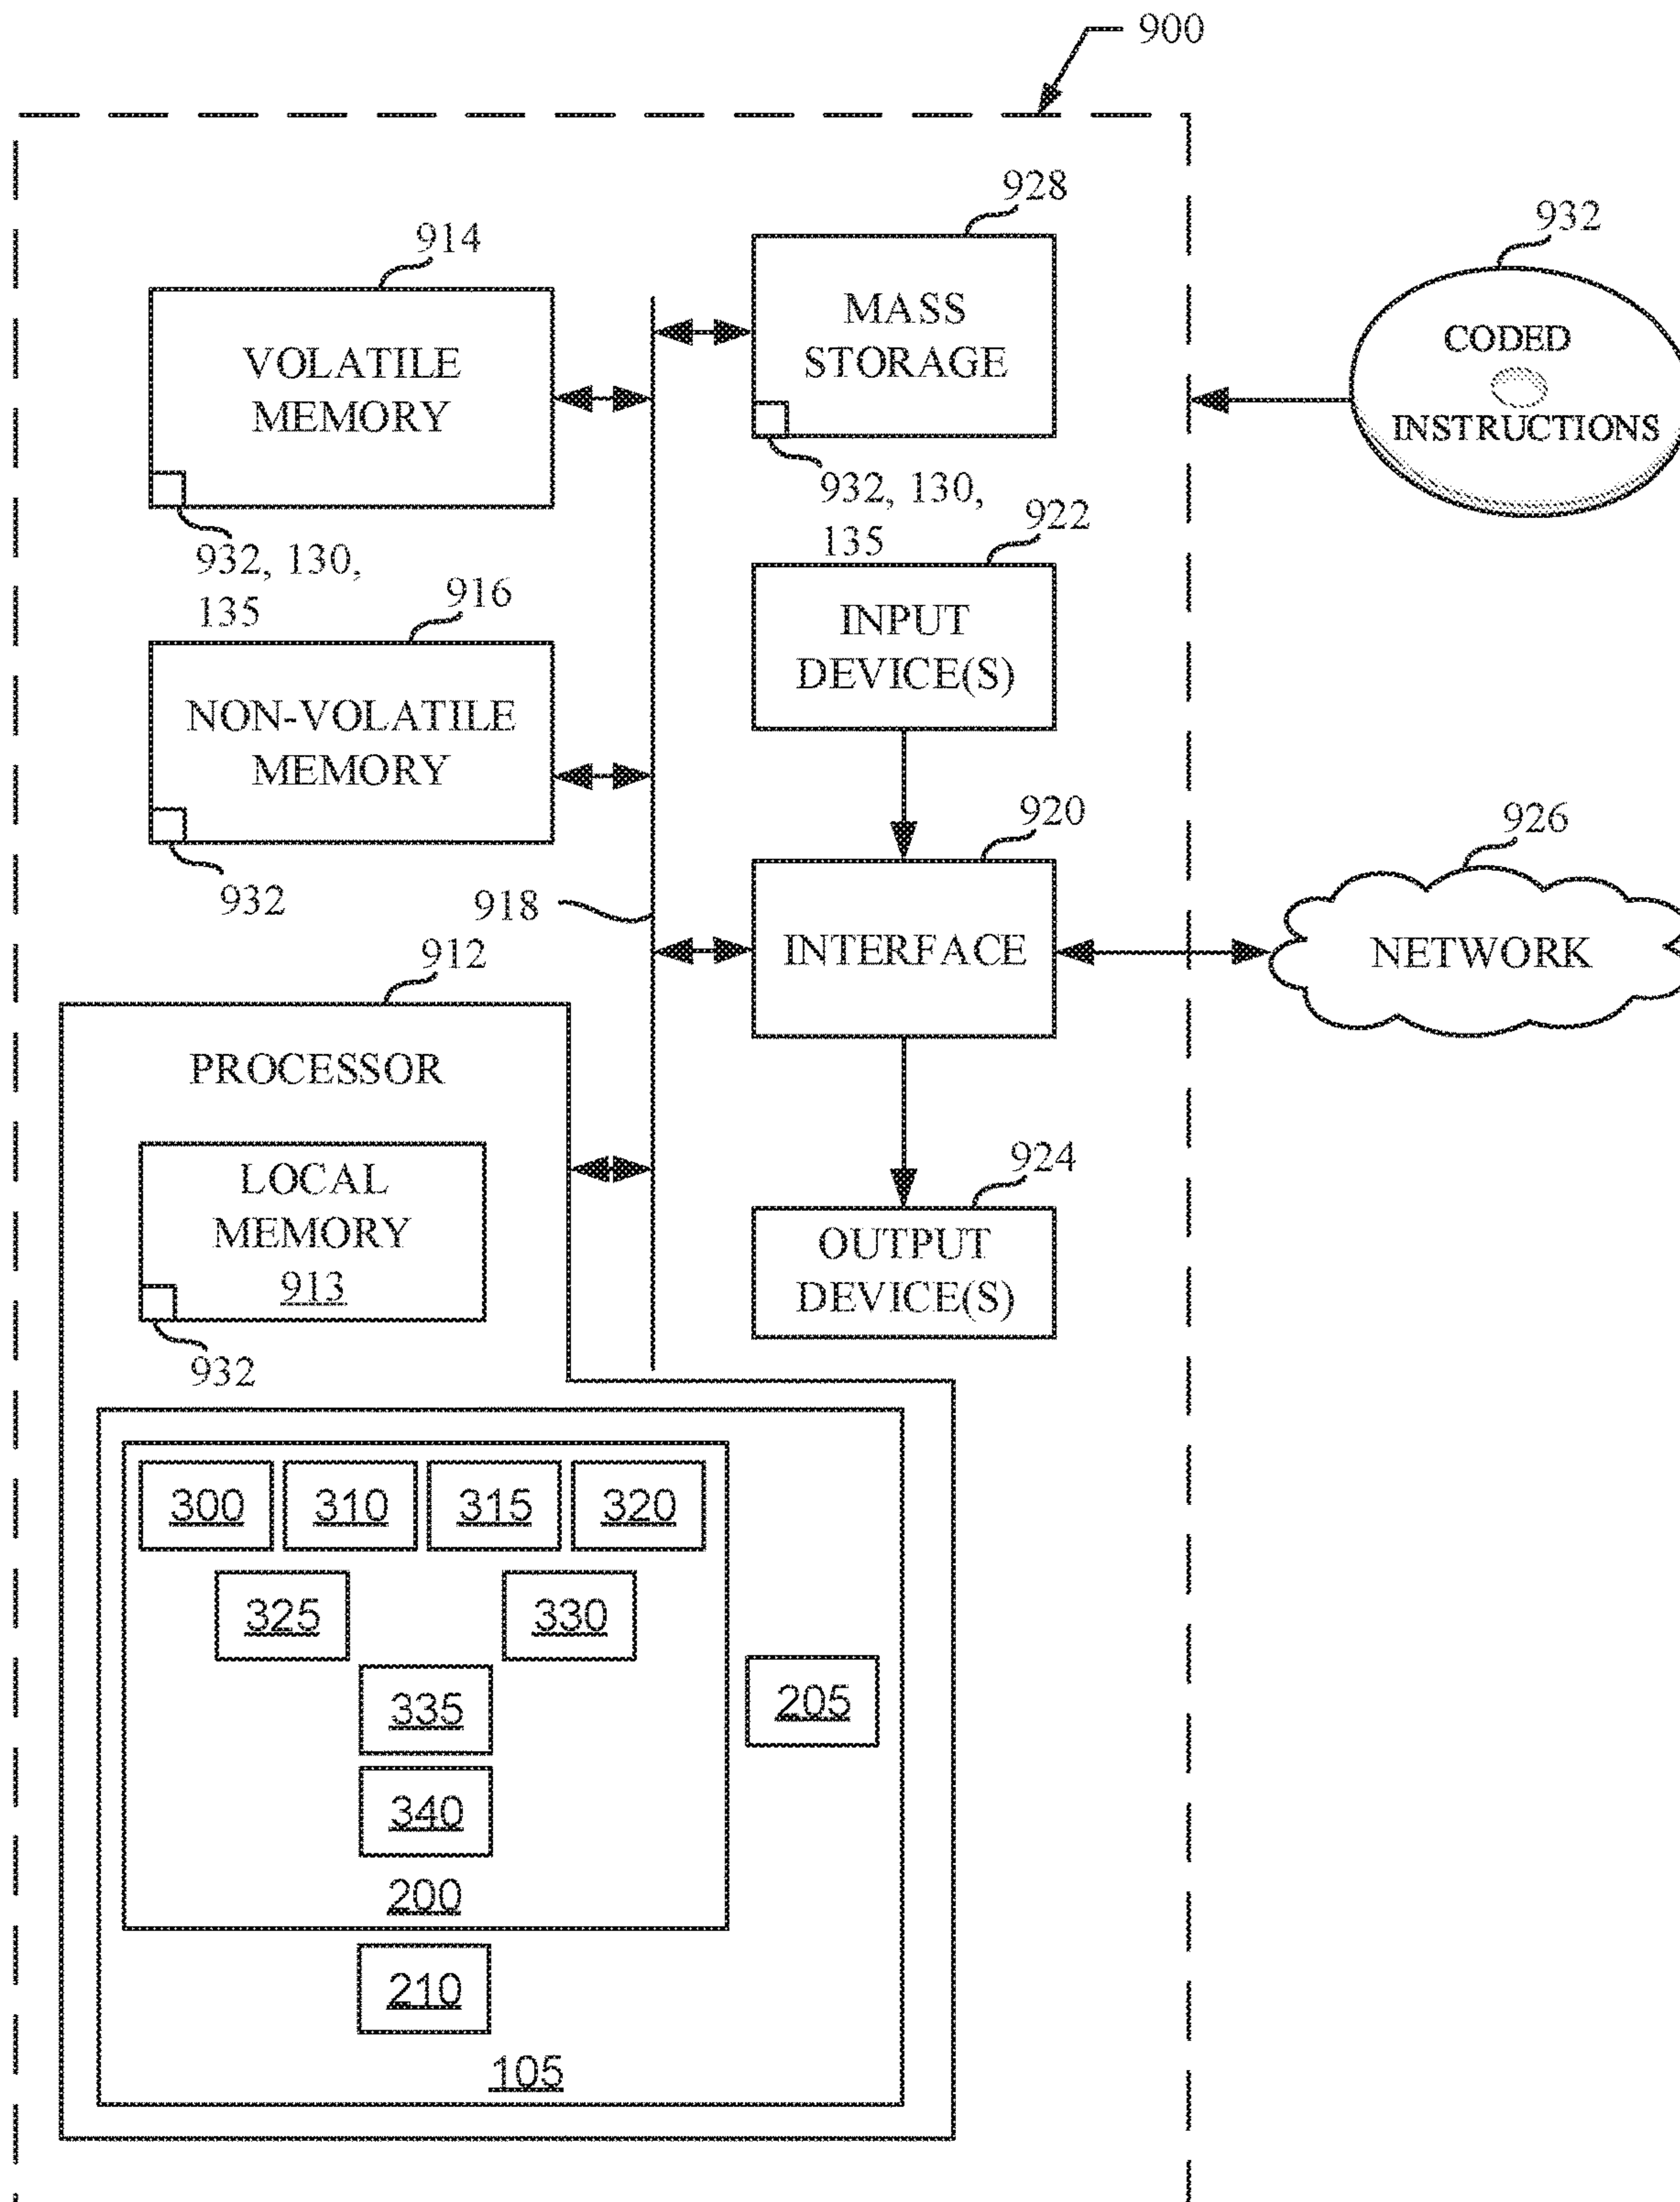 900
928
914
932
MASS
STORAGE
CODED
INSTRUCTIONS
VOLATILE
MEMORY
932, 130,
135
932, 130,
135
922
916
INPUT
DEVICE(S)
NON-VOLATILE
MEMORY
920
926
932
918
INTERFACE
NETWORK
912
PROCESSOR
924
LOCAL
MEMORY
913
OUTPUT
DEVICE(S)
932
300 310 315 320
325 330
335
205
340
200
210
105